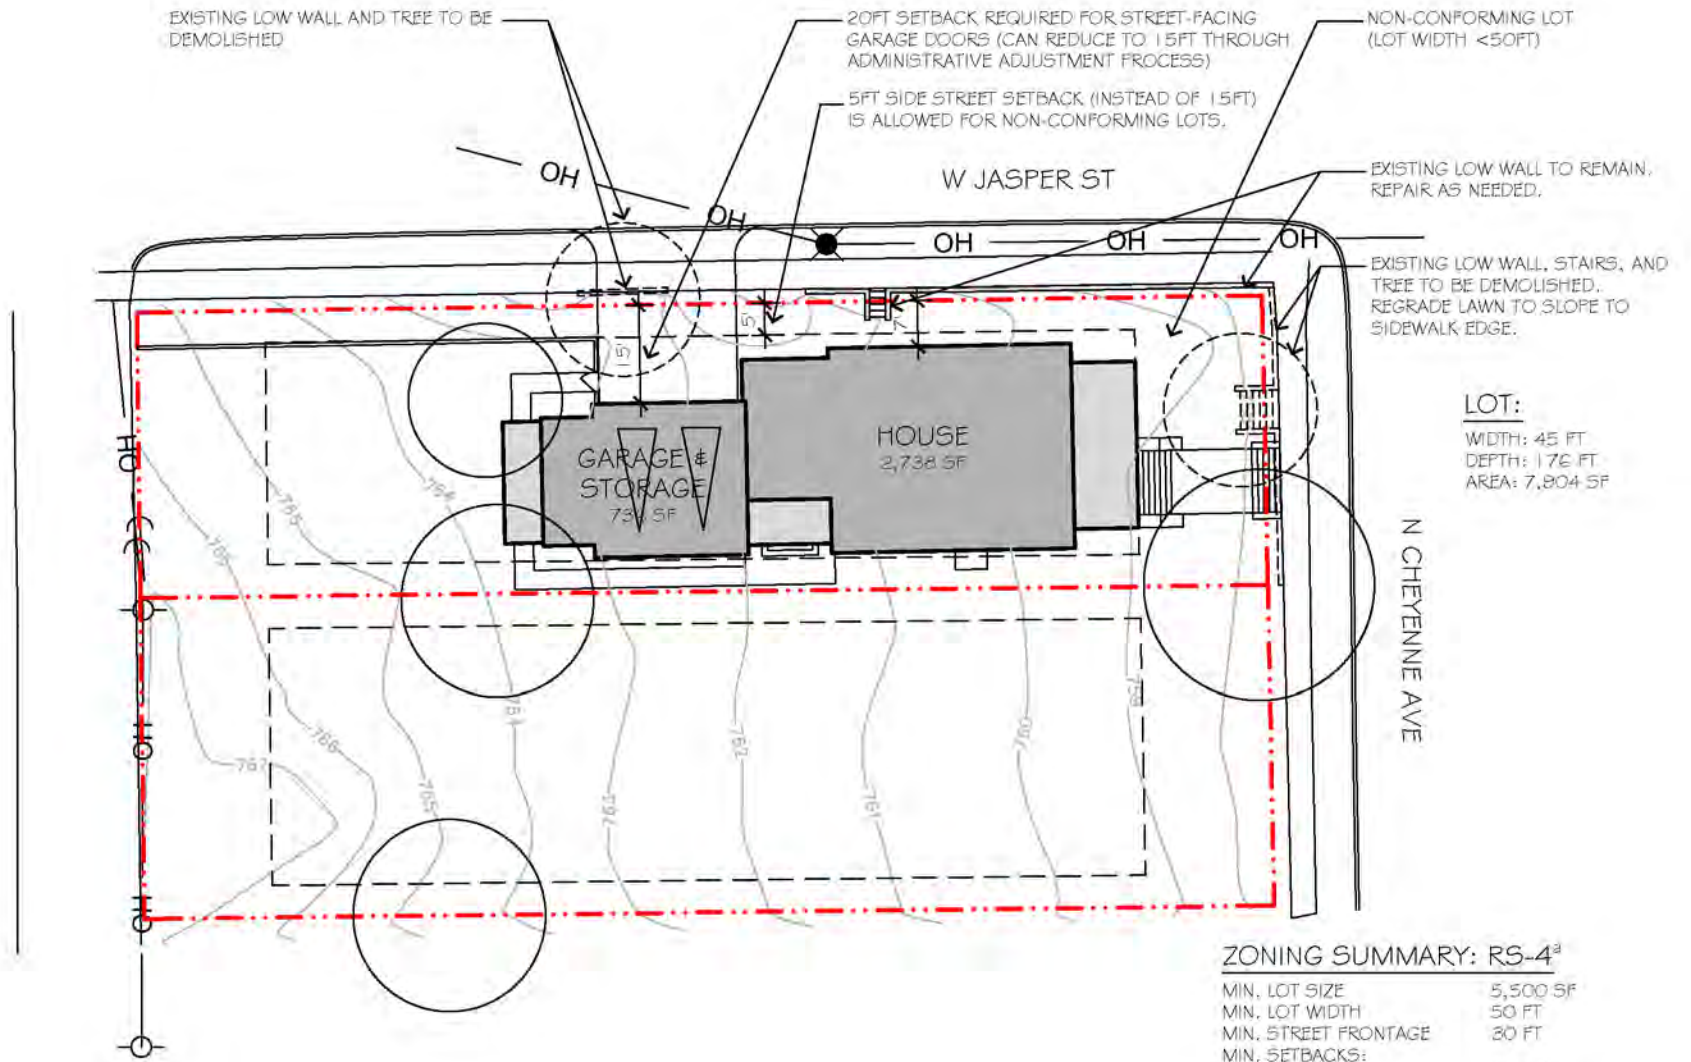 EXISTING LOW WALL AND TREE TO BE
DEMOLISHED
20FT SETBACK REQUIRED FOR STREET-FACING
GARAGE DOORS (CAN REDUCE TO 15FT THROUGH
ADMINISTRATIVE ADJUSTMENT PROCESS)
NON-CONFORMING LOT
(LOT WIDTH <50FT)
5FT SIDE STREET SETBACK (INSTEAD OF 15FT)
IS ALLOWED FOR NON-CONFORMING LOTS.
W JASPER ST
EXISTING LOW WALL TO REMAIN.
REPAIR AS NEEDED.
OH
OH
OH
OH
OH
EXISTING LOW WALL, STAIRS, AND
TREE TO BE DEMOLISHED.
REGRADE LAWN TO SLOPE TO
SIDEWALK EDGE.
15'
5'
7'
OH
GARAGE &
STORAGE
SF
HOUSE
2,738 SF
LOT:
WIDTH: 45 FT
DEPTH: 176 FT
AREA: 7,804 SF
N CHEYENNE AVE
764
765
766
764
767
766
765
763
762
761
760
759
ZONING SUMMARY: RS-4ª
MIN. LOT SIZE 5,500 SF
MIN. LOT WIDTH 50 FT
MIN. STREET FRONTAGE 30 FT
MIN. SETBACKS: